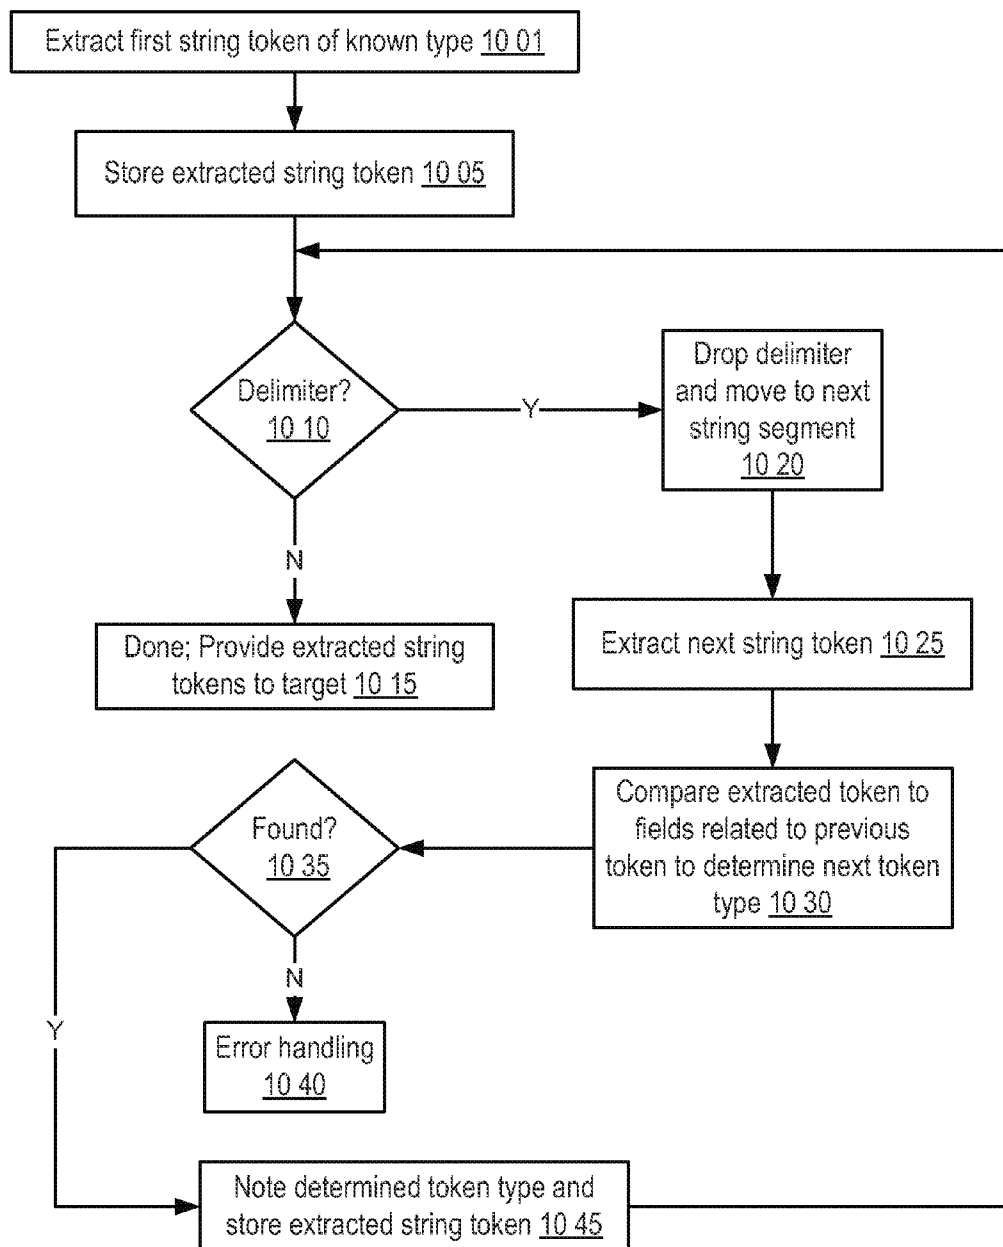 Extract first string token of known type 10 01
Store extracted string token 10 05
Delimiter?
10 10
Y
Drop delimiter
and move to next
string segment
10 20
N
Done; Provide extracted string
tokens to target 10 15
Extract next string token 10 25
Compare extracted token to
fields related to previous
token to determine next token
type 10 30
Found?
10 35
N
Y
Error handling
10 40
Note determined token type and
store extracted string token 10 45